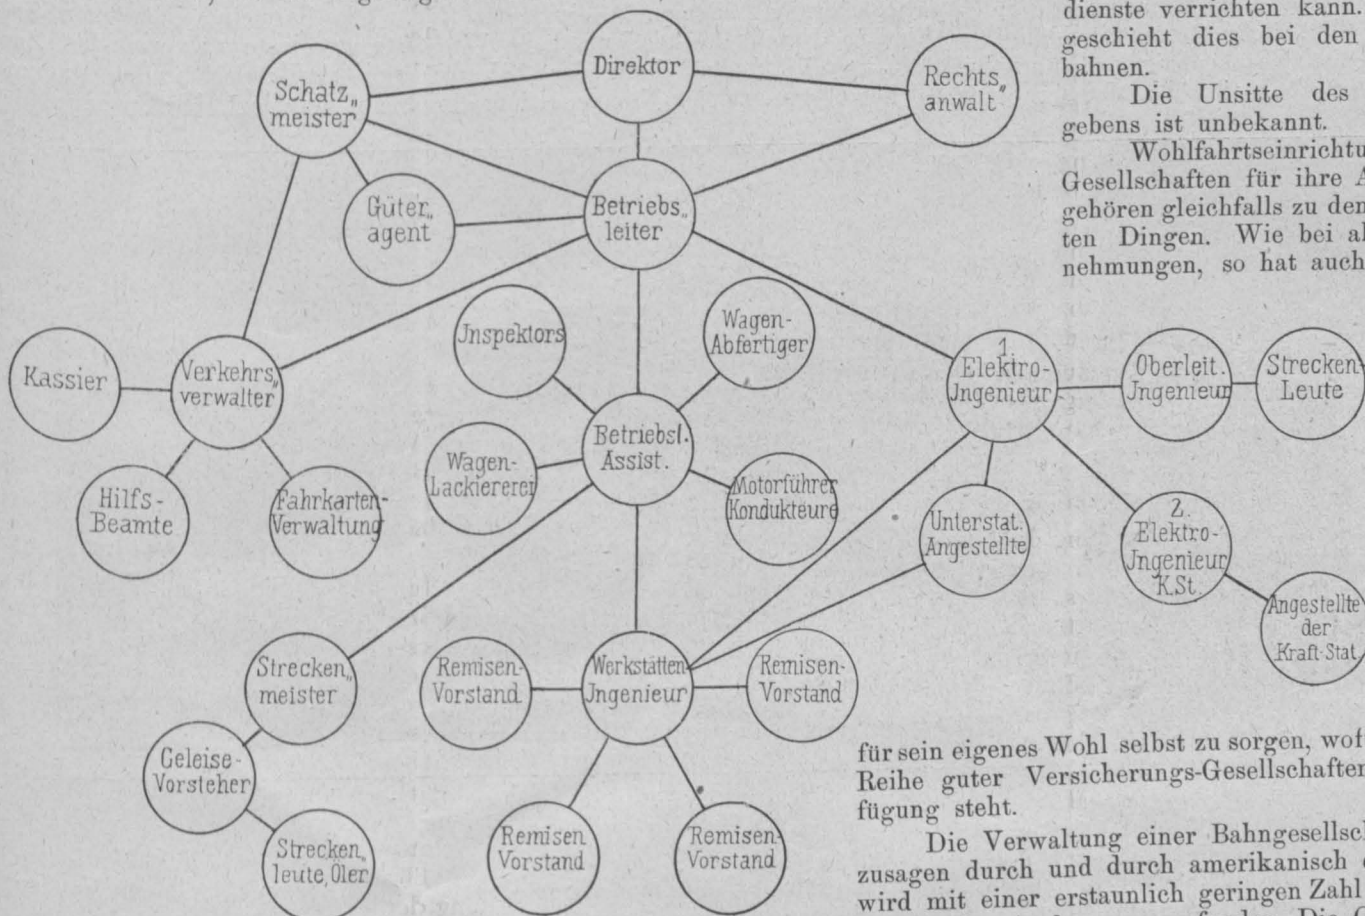 dienste verrichten kann.
geschieht dies bei den
bahnen.
Die Unsitte des
gebens ist unbekannt.
Wohlfahrtseinrichtu
Gesellschaften für ihre A
gehören gleichfalls zu den
ten Dingen. Wie bei al
nehmungen, so hat auch
Direktor
Schatz„
meister
Rechts„
anwalt
Güter„
agent
Betriebs„
leiter
Jnspektors
Wagen-
Abfertiger
Kassier
Verkehrs„
verwalter
1.
Elektro-
Jngenieur
Oberleit.
Jngenieur
Strecken
Leute
Betriebsl.
Assist.
Wagen-
Lackiererei
Motorführer
Kondukteure
Hilfs-
Beamte
Fahrkarten-
Verwaltung
Unterstat.
Angestellte
2.
Elektro-
Jngenieur
K.St.
Angestellte
der
Kraft-Stat.
Strecken„
meister
Remisen-
Vorstand
Werkstätten
Jngenieur
Remisen-
Vorstand
Geleise-
Vorsteher
Strecken„
leute, Öler
Remisen
Vorstand
Remisen-
Vorstand
für sein eigenes Wohl selbst zu sorgen, wof
Reihe guter Versicherungs-Gesellschaften
fügung steht.
Die Verwaltung einer Bahngesellsch
zusagen durch und durch amerikanisch
wird mit einer erstaunlich geringen Zahl